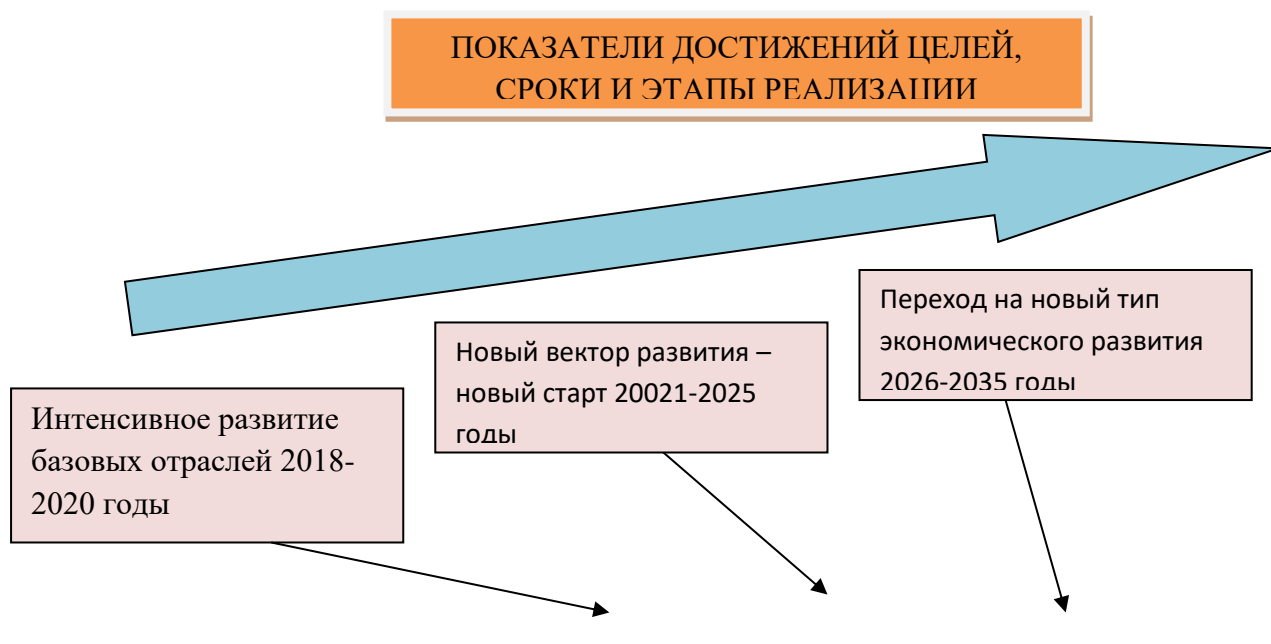 ПОКАЗАТЕЛИ ДОСТИЖЕНИЙ ЦЕЛЕЙ,
СРОКИ И ЭТАПЫ РЕАЛИЗАЦИИ
Интенсивное развитие
базовых отраслей 2018-
2020 годы
Новый вектор развития –
новый старт 20021-2025
годы
Переход на новый тип
экономического развития
2026-2035 годы